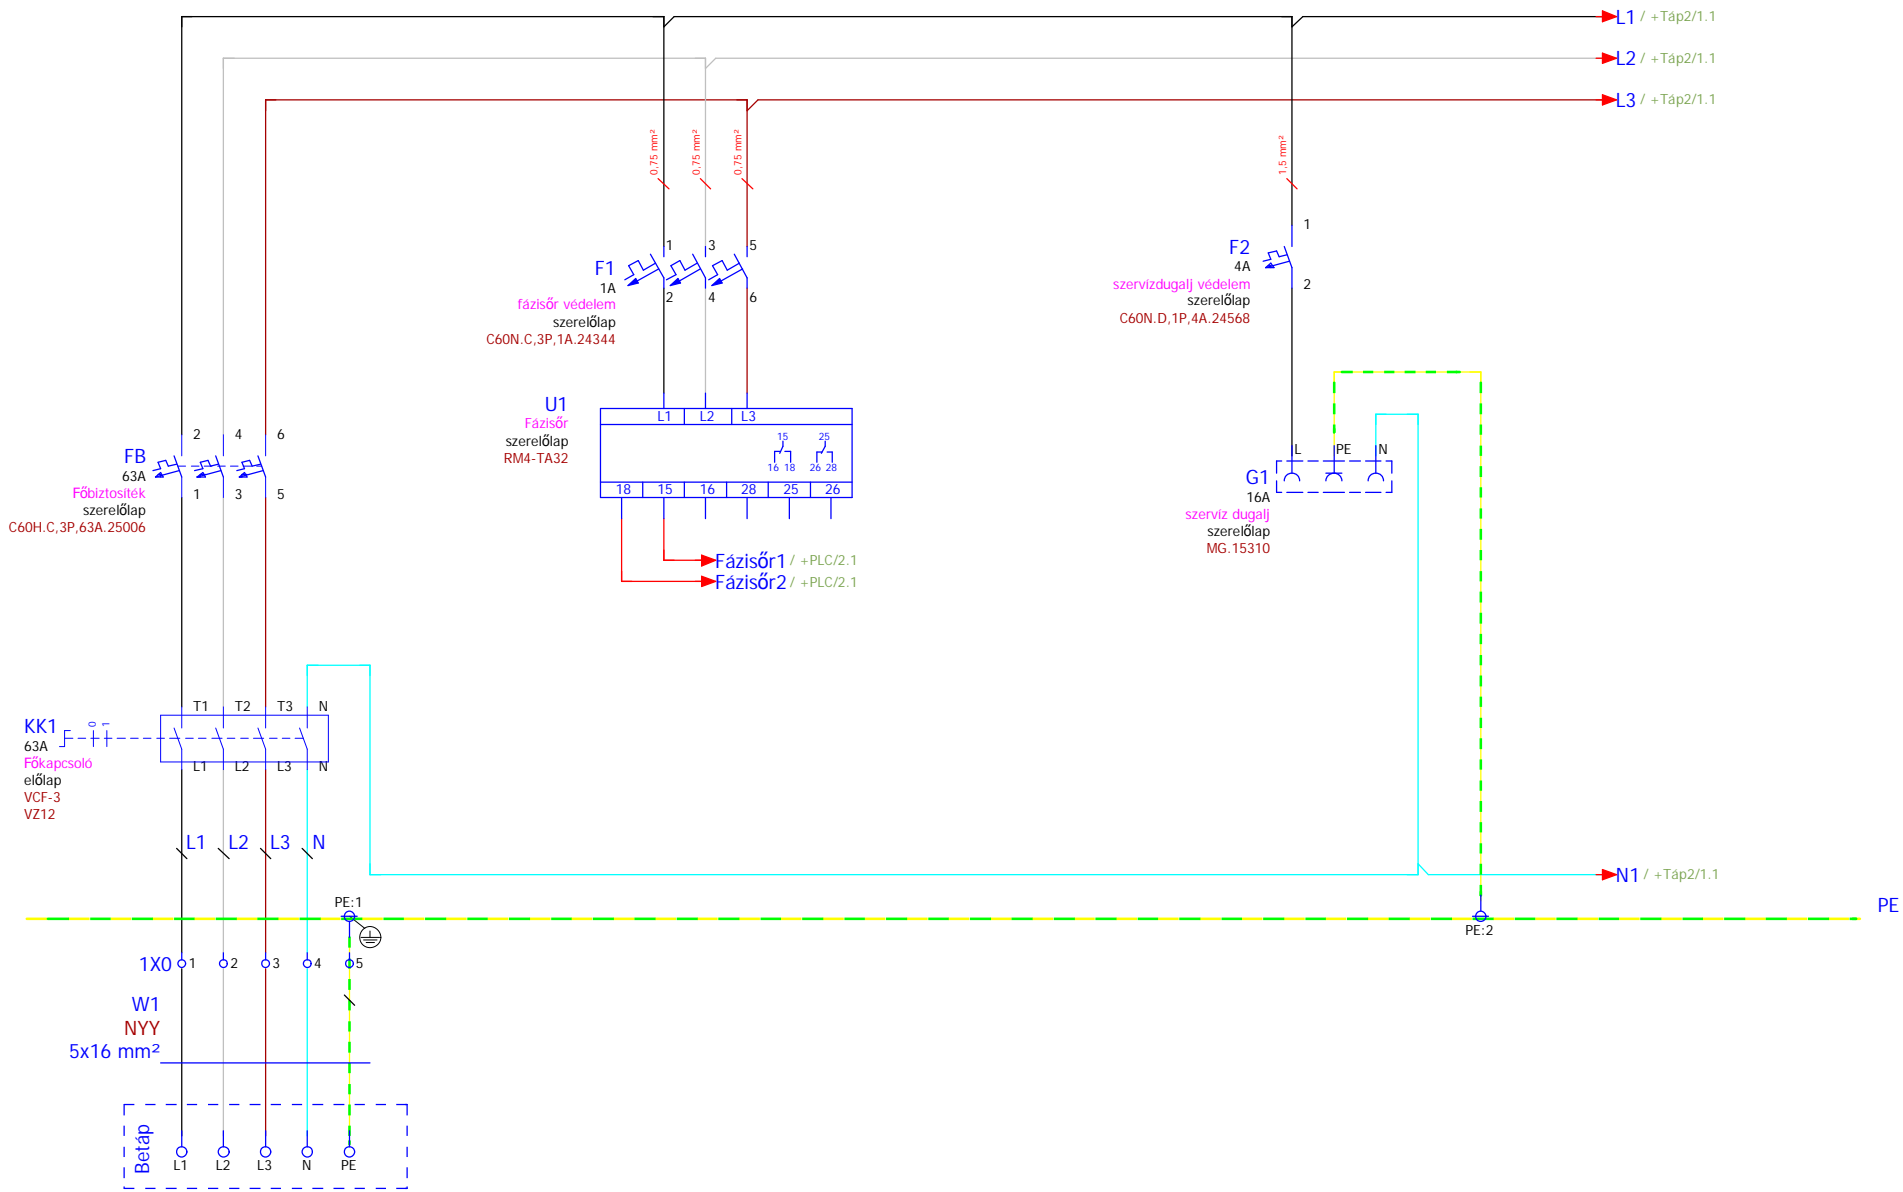 L1 / +Táp2/1.1
L2 / +Táp2/1.1
L3 / +Táp2/1.1
0,75 mm²
0,75 mm²
0,75 mm²
1,5 mm²
F1
1A
fázisőr védelem
szerelőlap
C60N.C,3P,1A.24344
1
3
5
2
4
6
F2
4A
szervízdugalj védelem
szerelőlap
C60N.D,1P,4A.24568
1
2
FB
63A
Főbiztosíték
szerelőlap
C60H.C,3P,63A.25006
2
4
6
1
3
5
U1
Fázisőr
szerelőlap
RM4-TA32
L1 L2 L3
15 25
16 18 26 28
18 15 16 28 25 26
Fázisőr1 / +PLC/2.1
Fázisőr2 / +PLC/2.1
L PE N
G1
16A
szervíz dugalj
szerelőlap
MG.15310
KK1
63A
Főkapcsoló
előlap
VCF-3
VZ12
0
1
T1 T2 T3 N
L1 L2 L3 N
L1 L2 L3 N
N1 / +Táp2/1.1
PE
PE:1
PE:2
1X0 1 2 3 4 5
W1
NYY
5x16 mm²
Betáp
L1 L2 L3 N PE